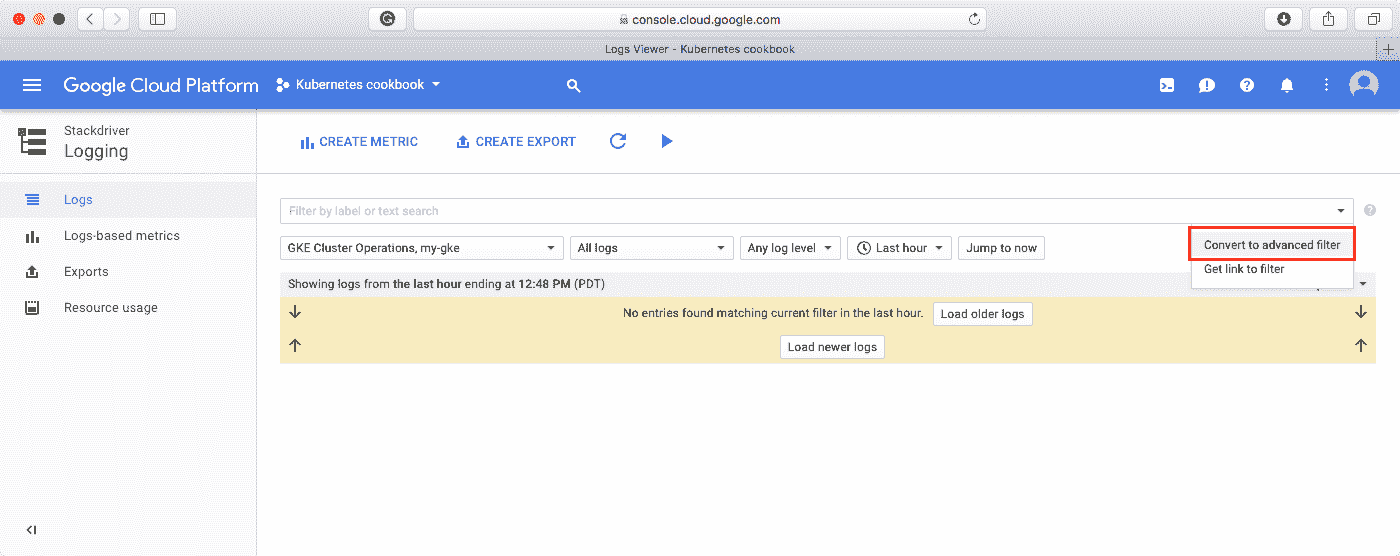 console.cloud.google.com
Logs Viewer - Kubernetes cookbook
Google Cloud Platform Kubernetes cookbook
Stackdriver
Logging
CREATE METRIC CREATE EXPORT
Logs
Logs-based metrics
Exports
Resource usage
Filter by label or text search
GKE Cluster Operations, my-gke All logs Any log level Last hour Jump to now
Convert to advanced filter
Get link to filter
Showing logs from the last hour ending at 12:48 PM (PDT)
No entries found matching current filter in the last hour. Load older logs
Load newer logs